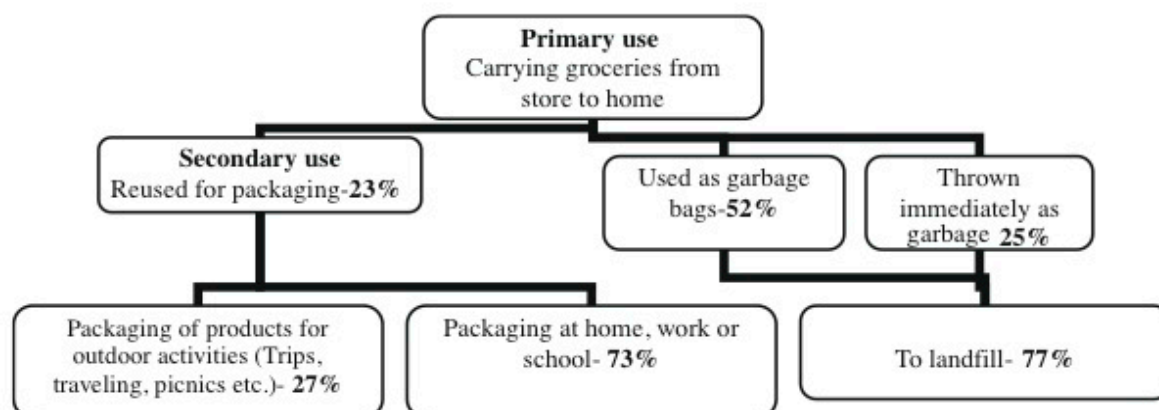 Primary use
Carrying groceries from
store to home
Secondary use
Reused for packaging-23%
Used as garbage
bags-52%
Thrown
immediately as
garbage 25%
Packaging of products for
outdoor activities (Trips,
traveling, picnics etc.)- 27%
Packaging at home, work or
school- 73%
To landfill- 77%